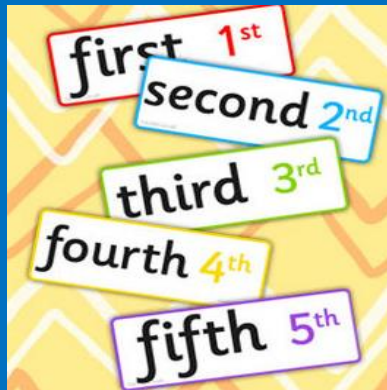 first 1st
second 2nd
third 3rd
fourth 4th
fifth 5th